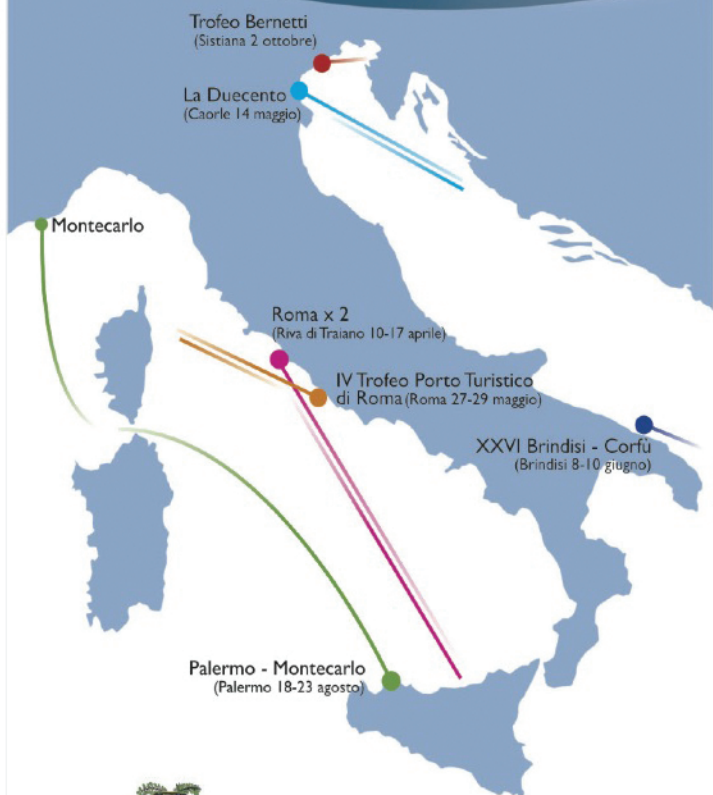 Trofeo Bernetti
(Sistiana 2 ottobre)
La Duecento
(Caorle 14 maggio)
Montecarlo
Roma x 2
(Riva di Traiano 10-17 aprile)
IV Trofeo Porto Turistico
di Roma (Roma 27-29 maggio)
XXVI Brindisi - Corfù
(Brindisi 8-10 giugno)
Palermo - Montecarlo
(Palermo 18-23 agosto)